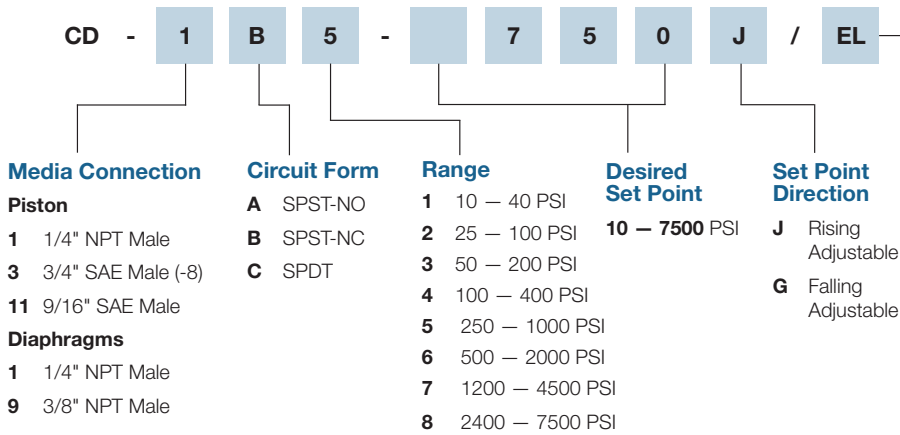 CD - 1 B 5 - 7 5 0 J / EL
Media Connection
Piston
1 1/4" NPT Male
3 3/4" SAE Male (-8)
11 9/16" SAE Male
Diaphragms
1 1/4" NPT Male
9 3/8" NPT Male
Circuit Form
A SPST-NO
B SPST-NC
C SPDT
Range
1 10 — 40 PSI
2 25 — 100 PSI
3 50 — 200 PSI
4 100 — 400 PSI
5 250 — 1000 PSI
6 500 — 2000 PSI
7 1200 — 4500 PSI
8 2400 — 7500 PSI
Desired
Set Point
10 — 7500 PSI
Set Point
Direction
J Rising
Adjustable
G Falling
Adjustable